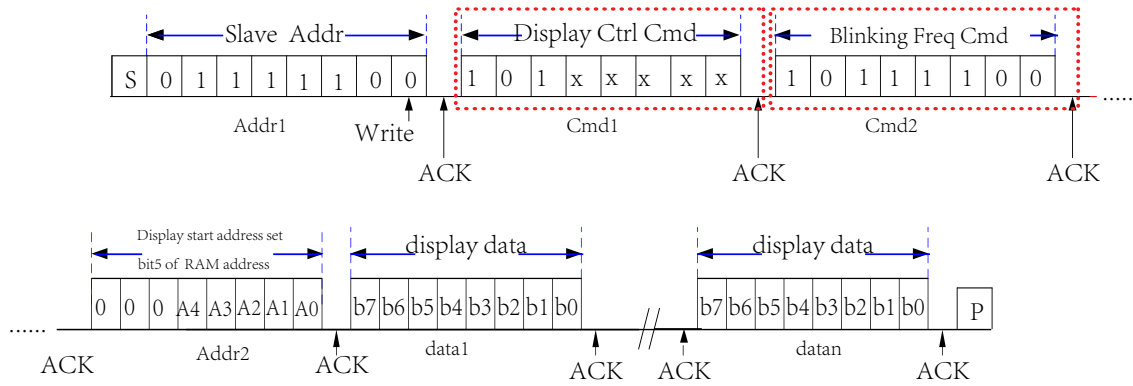 Slave Addr Display Ctrl Cmd Blinking Freq Cmd
S 0 1 1 1 1 1 0 0 1 0 1 x x x x x 1 0 1 1 1 1 0 0
.....
Addr1 Cmd1 Cmd2
Write
ACK ACK ACK
Display start address set
bit5 of RAM address
display data display data
0 0 0 A4 A3 A2 A1 A0 b7 b6 b5 b4 b3 b2 b1 b0 // b7 b6 b5 b4 b3 b2 b1 b0 P
......
Addr2 data1 datan
ACK ACK ACK ACK ACK